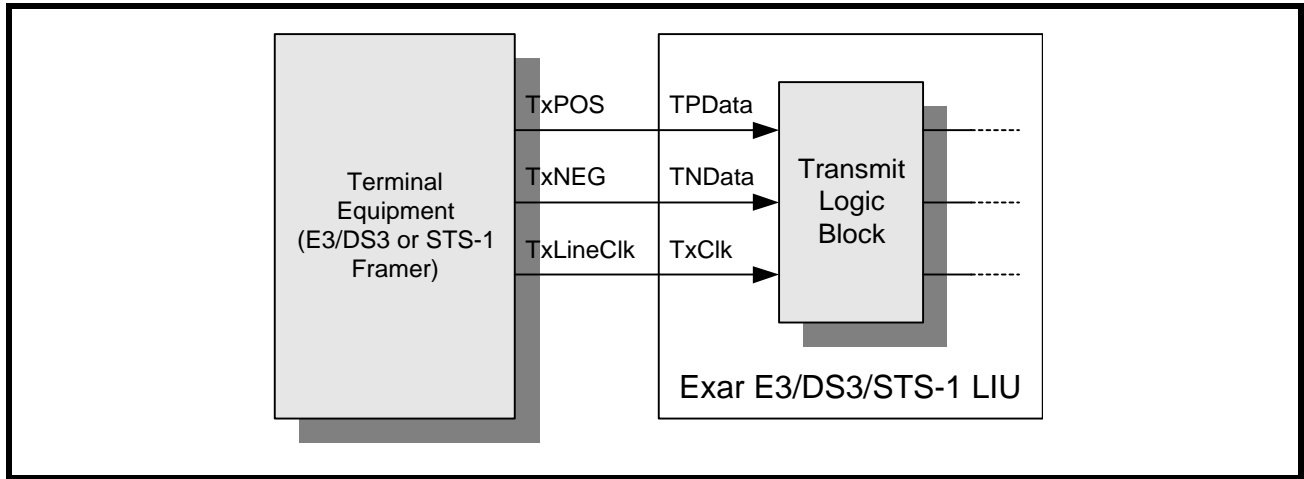 TxPOS TPData
TxNEG TNData
TxLineClk TxClk
Terminal
Equipment
(E3/DS3 or STS-1
Framer)
Transmit
Logic
Block
Exar E3/DS3/STS-1 LIU